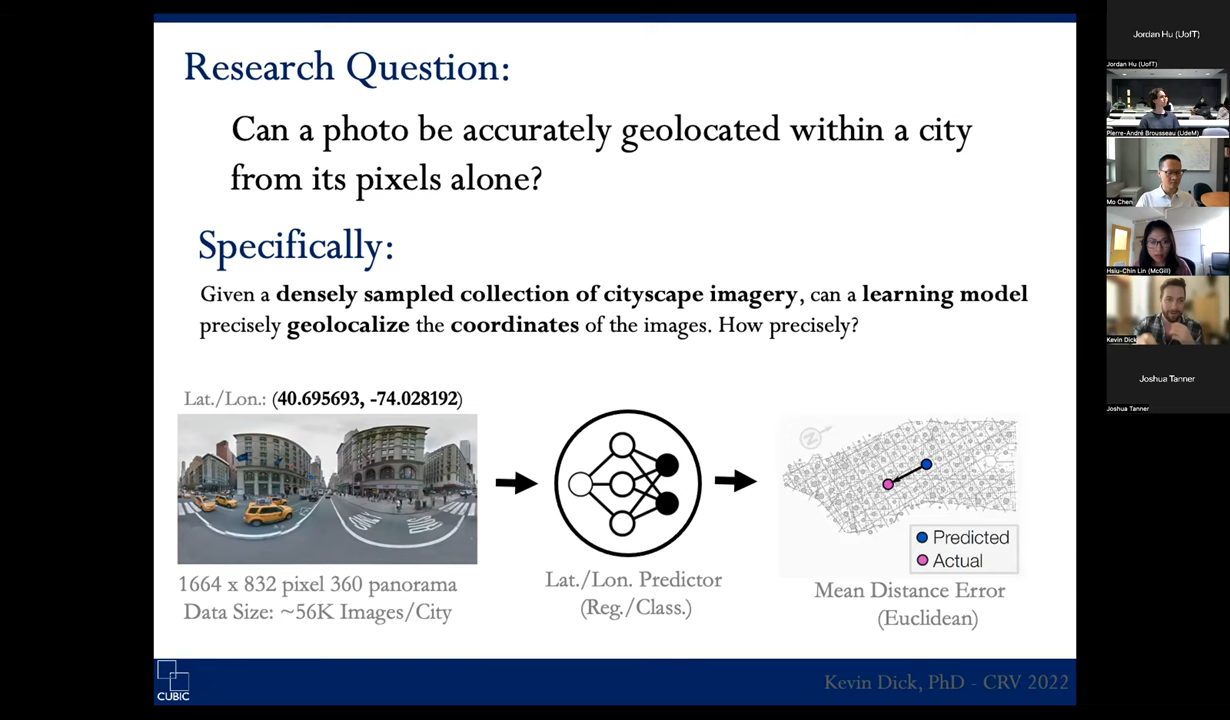 Research Question:
Can a photo be accurately geolocated within a city
from its pixels alone?
Specifically:
Given a densely sampled collection of cityscape imagery, can a learning model
precisely geolocalize the coordinates of the images. How precisely?
Lat./Lon.: (40.695693, -74.028192)
1664 x 832 pixel 360 panorama
Data Size: ~56K Images/City
Lat./Lon. Predictor
(Reg./Class.)
Predicted
Actual
Mean Distance Error
(Euclidean)
CUBIC
Kevin Dick, PhD - CRV 2022
Jordan Hu (UofT)
Jordan Hu (UofT)
Pierre-André Brousseau (UdeM)
Mo Chen
Hsiu-Chin Lin (McGill)
Kevin Dick
Joshua Tanner
Joshua Tanner